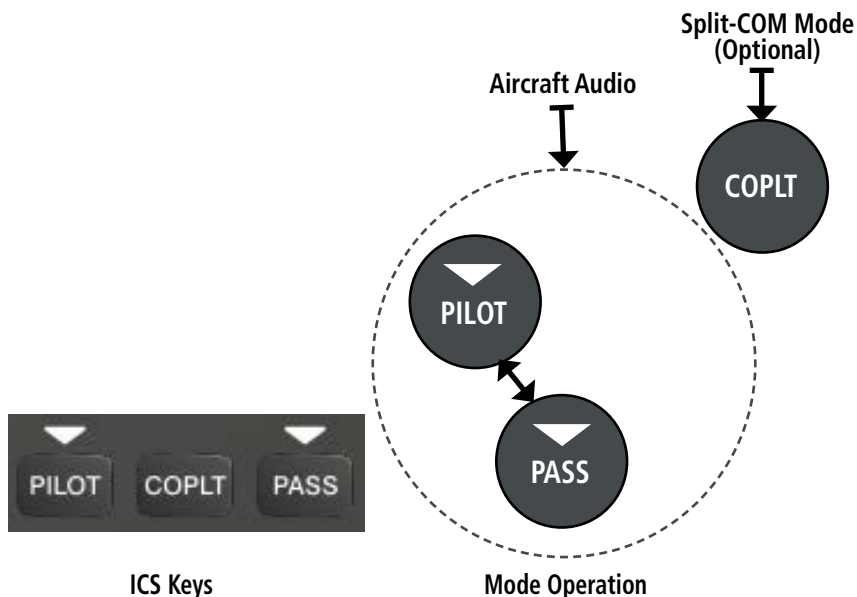 Split-COM Mode
(Optional)
Aircraft Audio
COPLT
PILOT
PASS
PILOT COPLT PASS
ICS Keys
Mode Operation